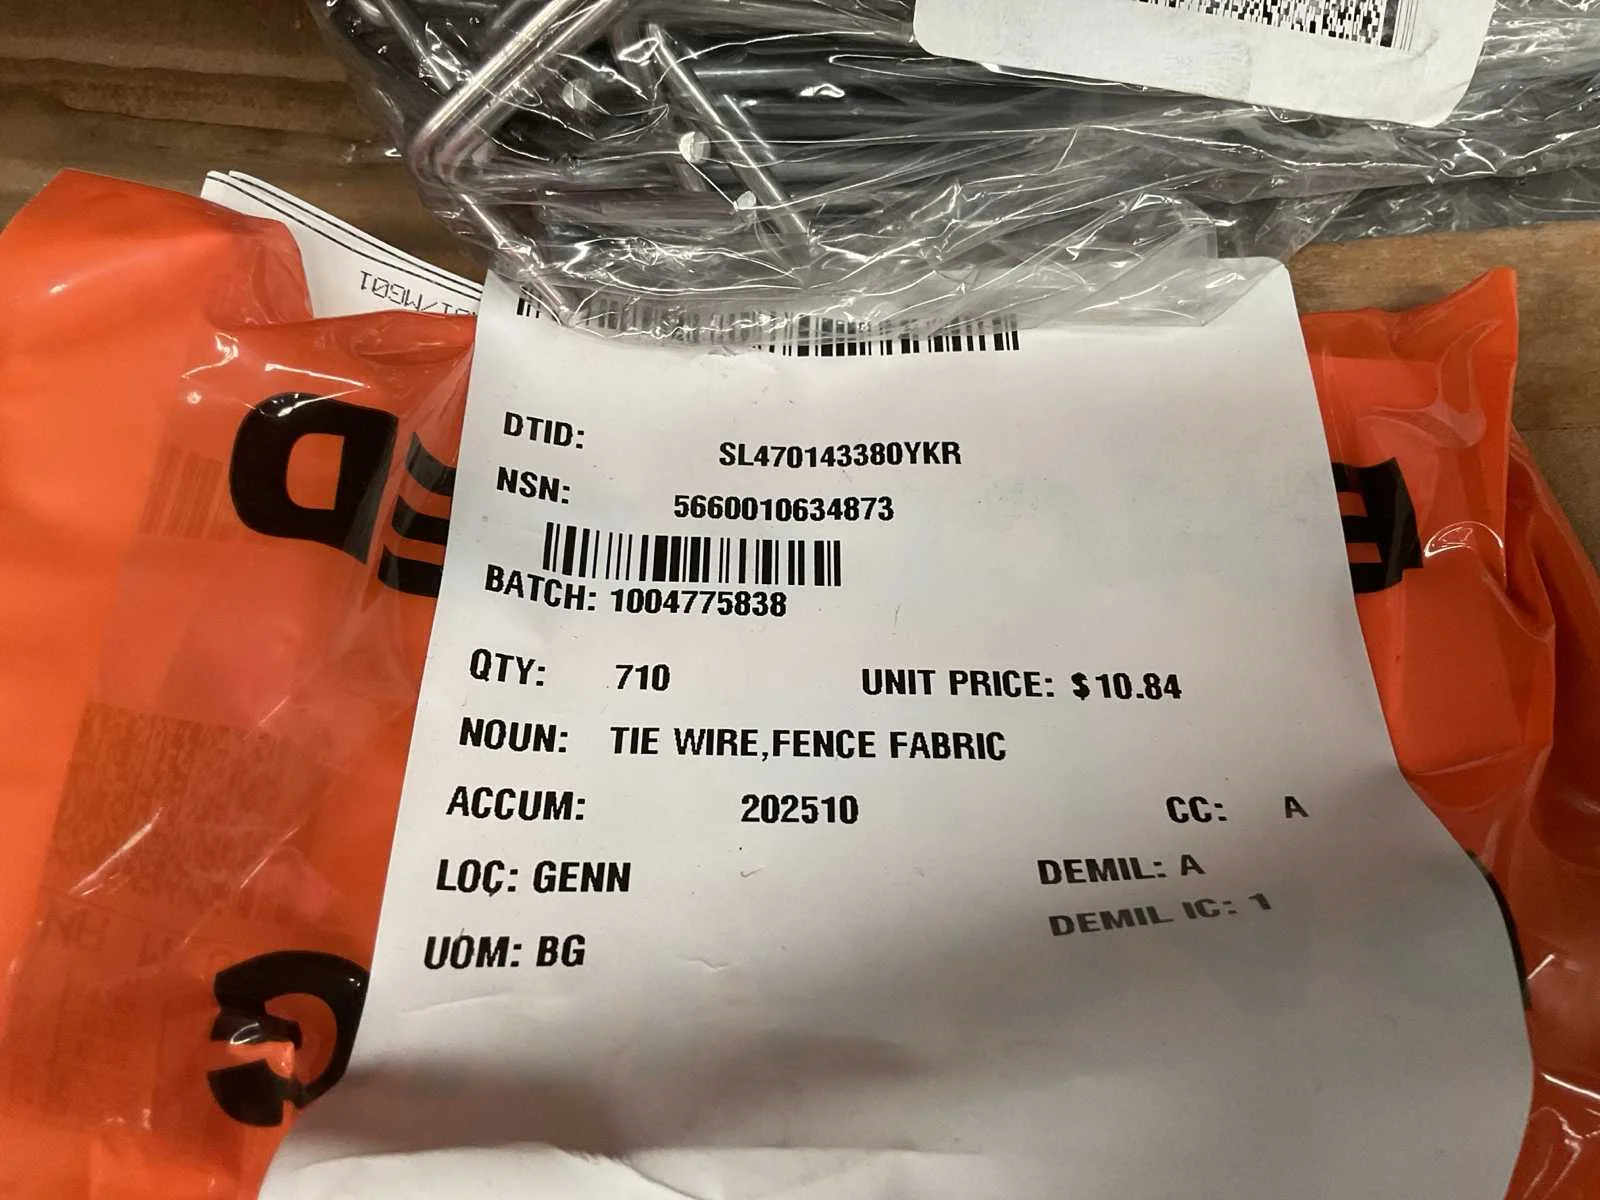 I/MG01
DTID: SL470143380YKR
NSN: 5660010634873
BATCH: 1004775838
QTY: 710 UNIT PRICE: $10.84
NOUN: TIE WIRE,FENCE FABRIC
ACCUM: 202510 CC: A
LOC: GENN DEMIL: A
DEMIL IC: 1
UOM: BG